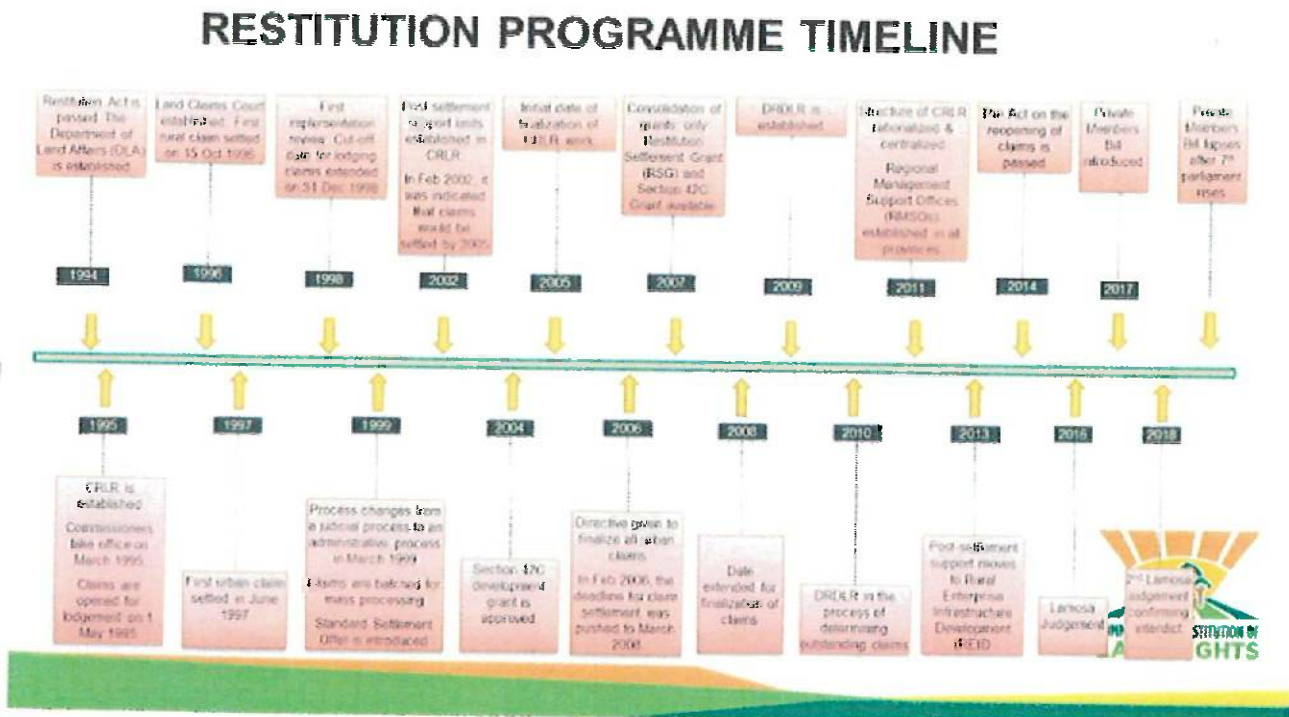 RESTITUTION PROGRAMME TIMELINE
Restitution Act is
passed The
Department of
Land Affairs (DLA)
is established
Land Claims Court
established. First
rural claim settled
on 15 Oct 1996
First
implementation
review. Cut off
date for lodging
claims extended
on 31 Dec 1998
Post settlement
support units
established in
CRLR
In Feb 2002, it
was indicated
that claims
would be
settled by 2005
Initial date of
finalization of
work
Consolidation of
grants only
Restitution
Settlement Grant
(RSG) and
Section 42C
Grant available
DRDLR is
established
Structure of CRLR
rationalized &
centralized
Regional
Management
Support Offices
(RMSOs)
established in all
provinces
The Act on the
reopening of
claims is
passed
Private
Members
Bill
introduced
Private
Members
Bill lapses
after 7th
parliament
rises
1994
1996
1998
2002
2005
2007
2009
2011
2014
2017
1995
1997
1999
2004
2006
2008
2010
2013
2016
2018
CRLR is
established
Commissioners
take office on
March 1995
Claims are
opened for
lodgement on 1
May 1995
First urban claim
settled in June
1997
Process changes from
a judicial process to an
administrative process
in March 1999
Claims are batched for
mass processing
Standard Settlement
Offer is introduced
Section 42C
development
grant is
approved
Directive given to
finalize all urban
claims
In Feb 2006, the
deadline for claim
settlement was
pushed to March
2008
Date
extended for
finalization of
claims
DRDLR in the
process of
determining
outstanding claims
Post-settlement
support moves
to Rural
Enterprise
Infrastructure
Development
(REID)
Lamosa
Judgement
2nd Lamosa
judgement
confirming
interdict
STITUTION OF
GHTS